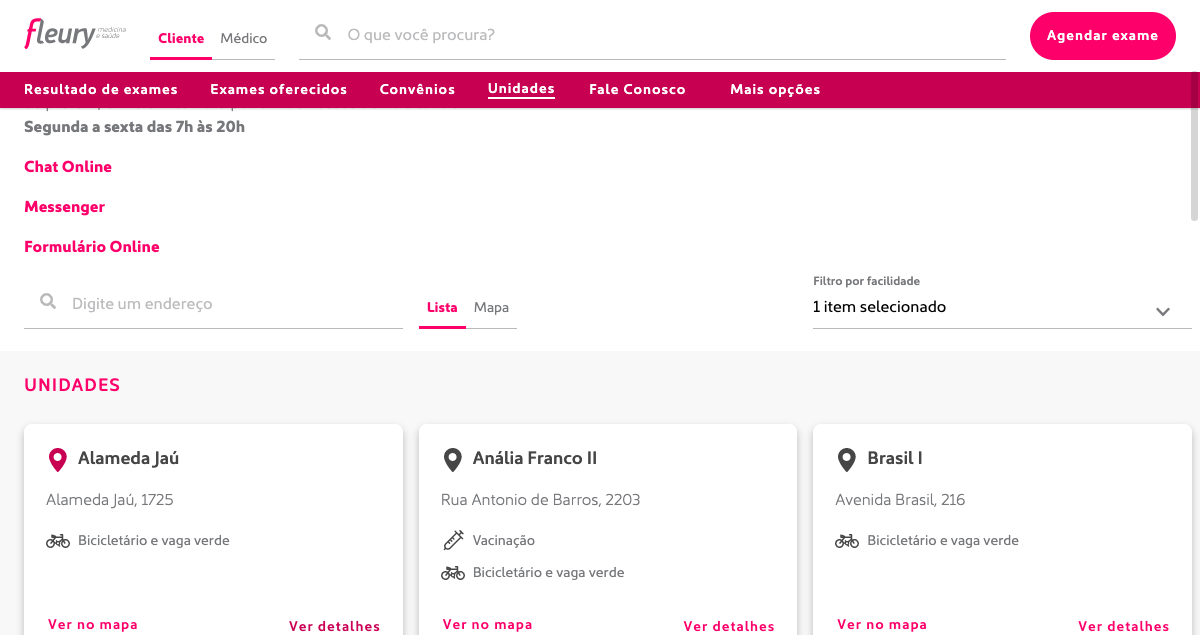 fleury medicina e saúde
Cliente
Médico
O que você procura?
Agendar exame
Resultado de exames
Exames oferecidos
Convênios
Unidades
Fale Conosco
Mais opções
Segunda a sexta das 7h às 20h
Chat Online
Messenger
Formulário Online
Digite um endereço
Lista
Mapa
Filtro por facilidade
1 item selecionado
UNIDADES
Alameda Jaú
Alameda Jaú, 1725
Bicicletário e vaga verde
Ver no mapa
Ver detalhes
Anália Franco II
Rua Antonio de Barros, 2203
Vacinação
Bicicletário e vaga verde
Ver no mapa
Ver detalhes
Brasil I
Avenida Brasil, 216
Bicicletário e vaga verde
Ver no mapa
Ver detalhes